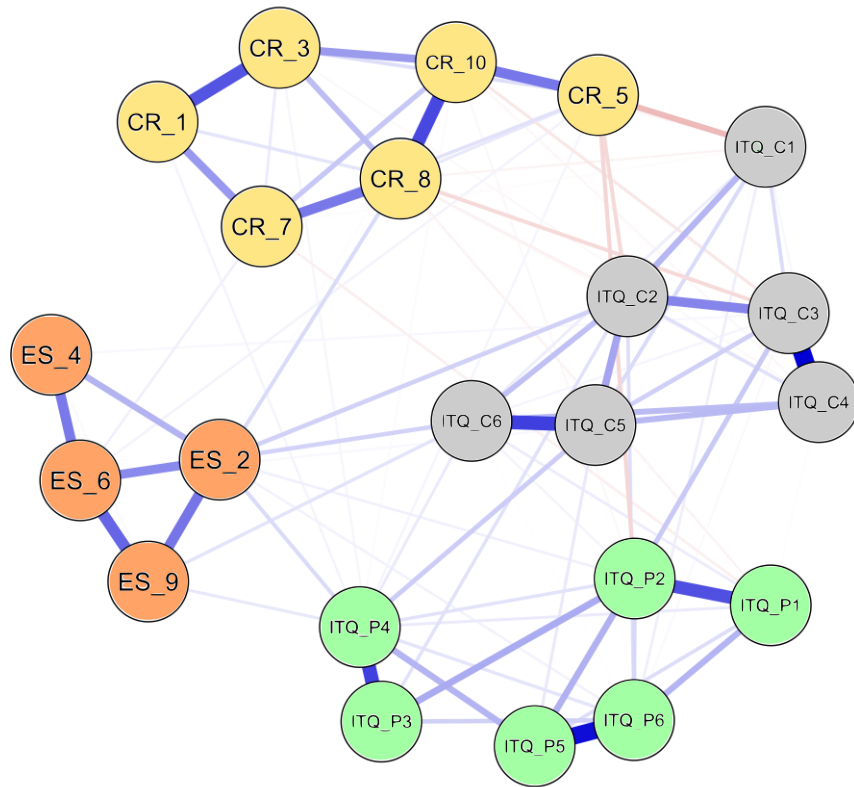 CR_3
CR_10
CR_5
CR_1
ITQ_C1
CR_8
CR_7
ITQ_C2
ITQ_C3
ES_4
ITQ_C4
ITQ_C6
ITQ_C5
ES_2
ES_6
ES_9
ITQ_P2
ITQ_P1
ITQ_P4
ITQ_P3
ITQ_P6
ITQ_P5